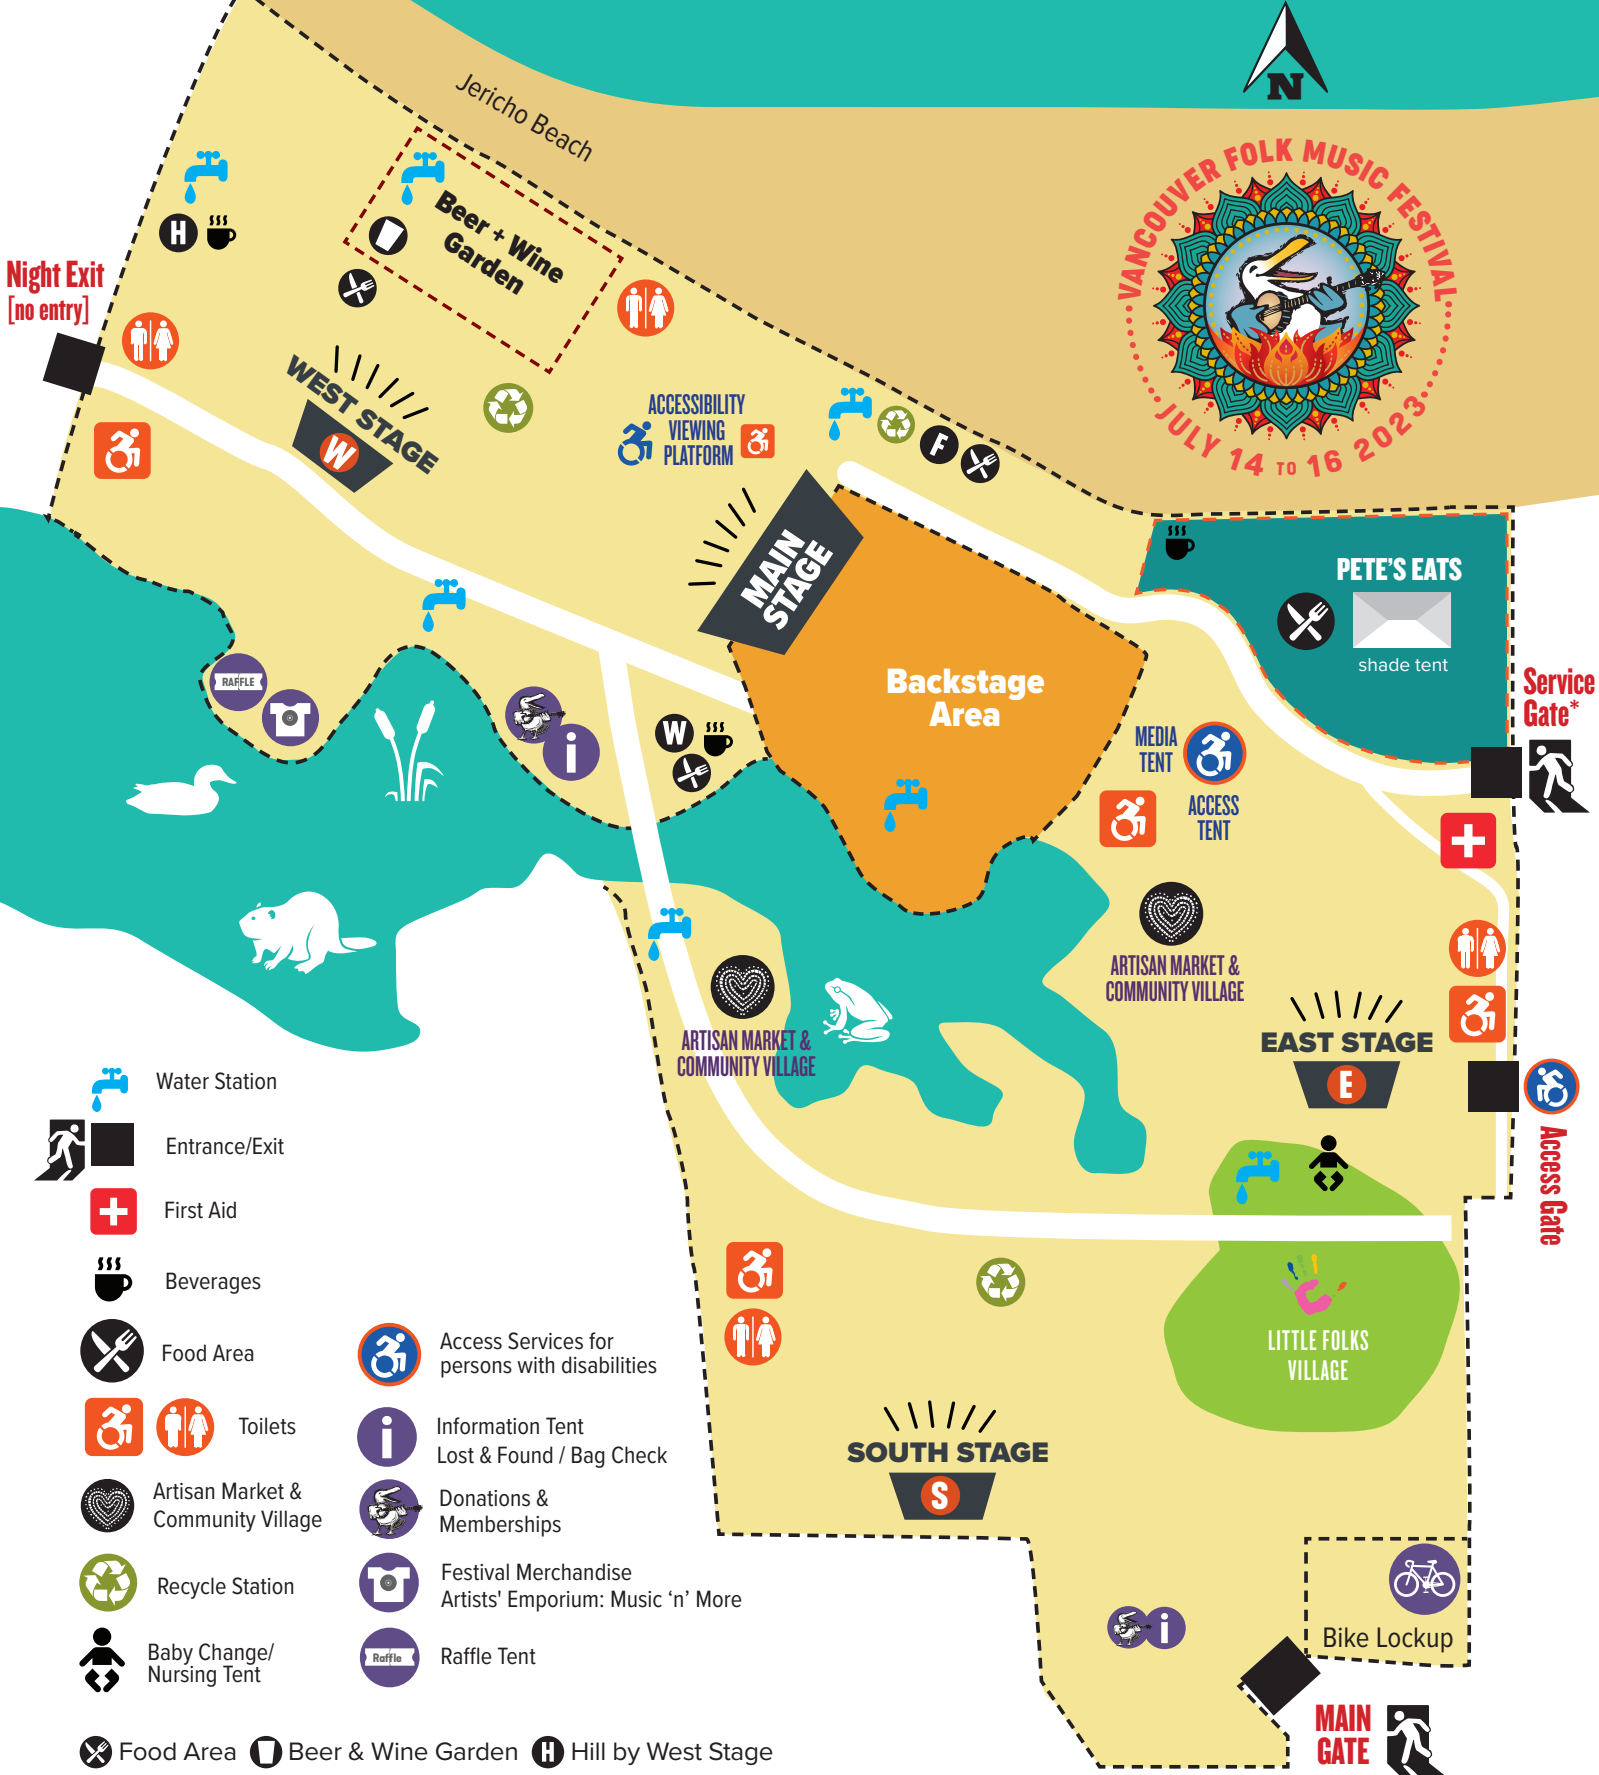 N
VANCOUVER FOLK MUSIC FESTIVAL
JULY 14 TO 16 2023
Jericho Beach
Beer + Wine
Garden
H
Night Exit
[no entry]
WEST STAGE
W
ACCESSIBILITY
VIEWING
PLATFORM
F
MAIN
STAGE
PETE'S EATS
shade tent
Backstage
Area
Service
Gate*
RAFFLE
i
W
MEDIA
TENT
ACCESS
TENT
ARTISAN MARKET &
COMMUNITY VILLAGE
ARTISAN MARKET &
COMMUNITY VILLAGE
EAST STAGE
E
Access Gate
LITTLE FOLKS
VILLAGE
SOUTH STAGE
S
i
Bike Lockup
MAIN
GATE
Water Station
Entrance/Exit
First Aid
Beverages
Food Area
Toilets
Artisan Market &
Community Village
Recycle Station
Baby Change/
Nursing Tent
Access Services for
persons with disabilities
i
Information Tent
Lost & Found / Bag Check
Donations &
Memberships
Festival Merchandise
Artists' Emporium: Music ‘n’ More
Raffle
Raffle Tent
Food Area
Beer & Wine Garden
H
Hill by West Stage